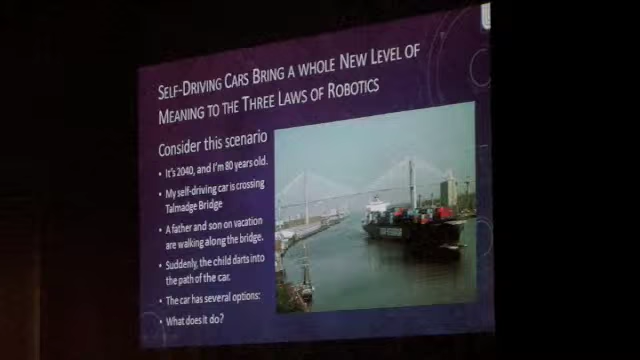 SELF-DRIVING CARS BRING A WHOLE NEW LEVEL OF
MEANING TO THE THREE LAWS OF ROBOTICS
Consider this scenario
• It's 2040, and I'm 80 years old.
• My self-driving car is crossing
Talmadge Bridge
• A father and son on vacation
are walking along the bridge.
• Suddenly, the child darts into
the path of the car.
• The car has several options:
• What does it do?